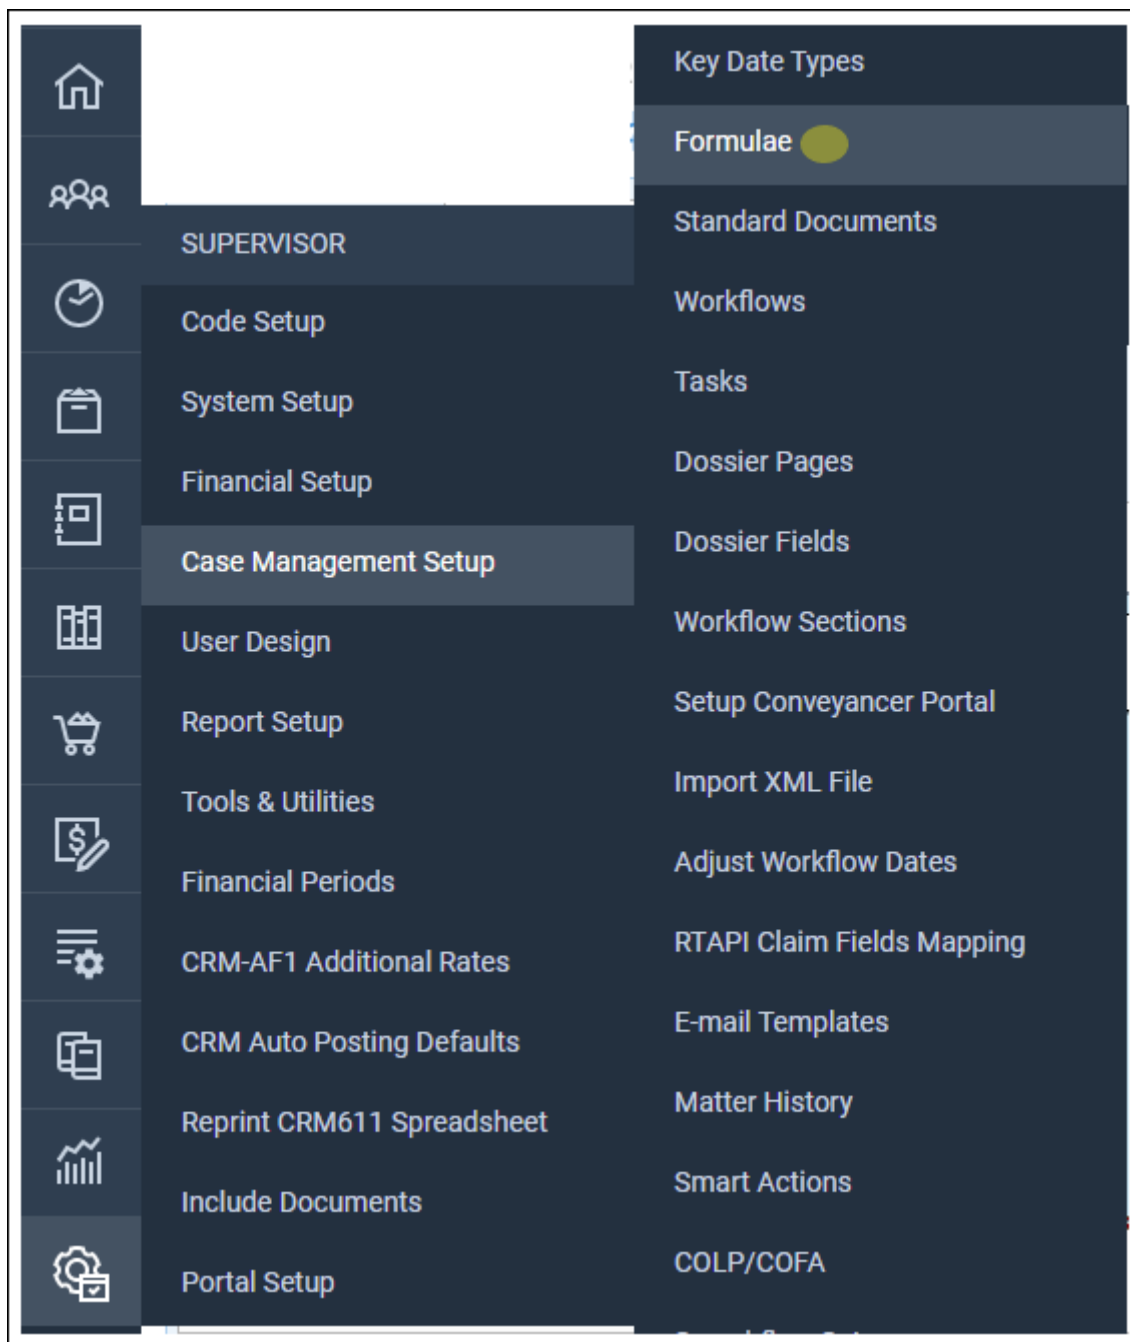 SUPERVISOR
Code Setup
System Setup
Financial Setup
Case Management Setup
User Design
Report Setup
Tools & Utilities
Financial Periods
CRM-AF1 Additional Rates
CRM Auto Posting Defaults
Reprint CRM611 Spreadsheet
Include Documents
Portal Setup
Key Date Types
Formulae
Standard Documents
Workflows
Tasks
Dossier Pages
Dossier Fields
Workflow Sections
Setup Conveyancer Portal
Import XML File
Adjust Workflow Dates
RTAPI Claim Fields Mapping
E-mail Templates
Matter History
Smart Actions
COLP/COFA